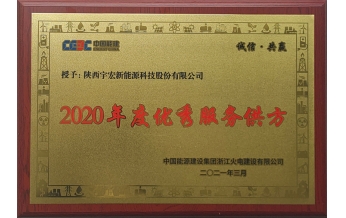 CEEC 中国能建
诚信·共赢
授予：陕西宇宏新能源科技股份有限公司
2020年度优秀服务供方
中国能源建设集团浙江火电建设有限公司
二〇二一年三月